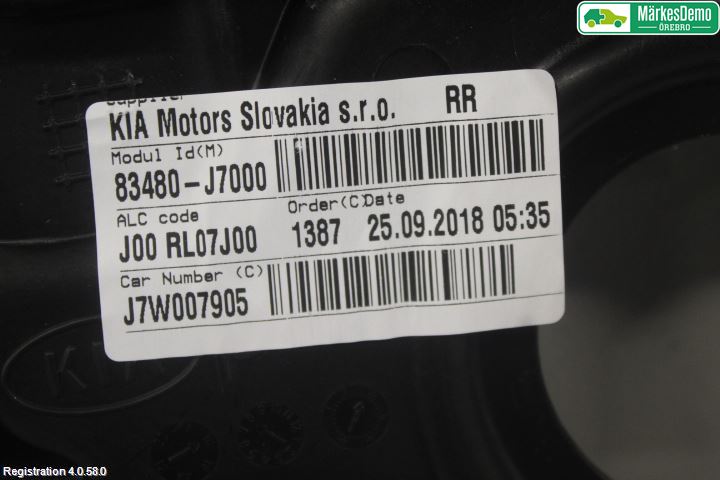 MärkesDemo
ÖREBRO
Supplier
KIA Motors Slovakia s.r.o. RR
Modul Id(M)
83480-J7000
ALC code Order(C)Date
J00 RL07J00 1387 25.09.2018 05:35
Car Number (C)
J7W007905
KIA
Registration 4.0.58.0